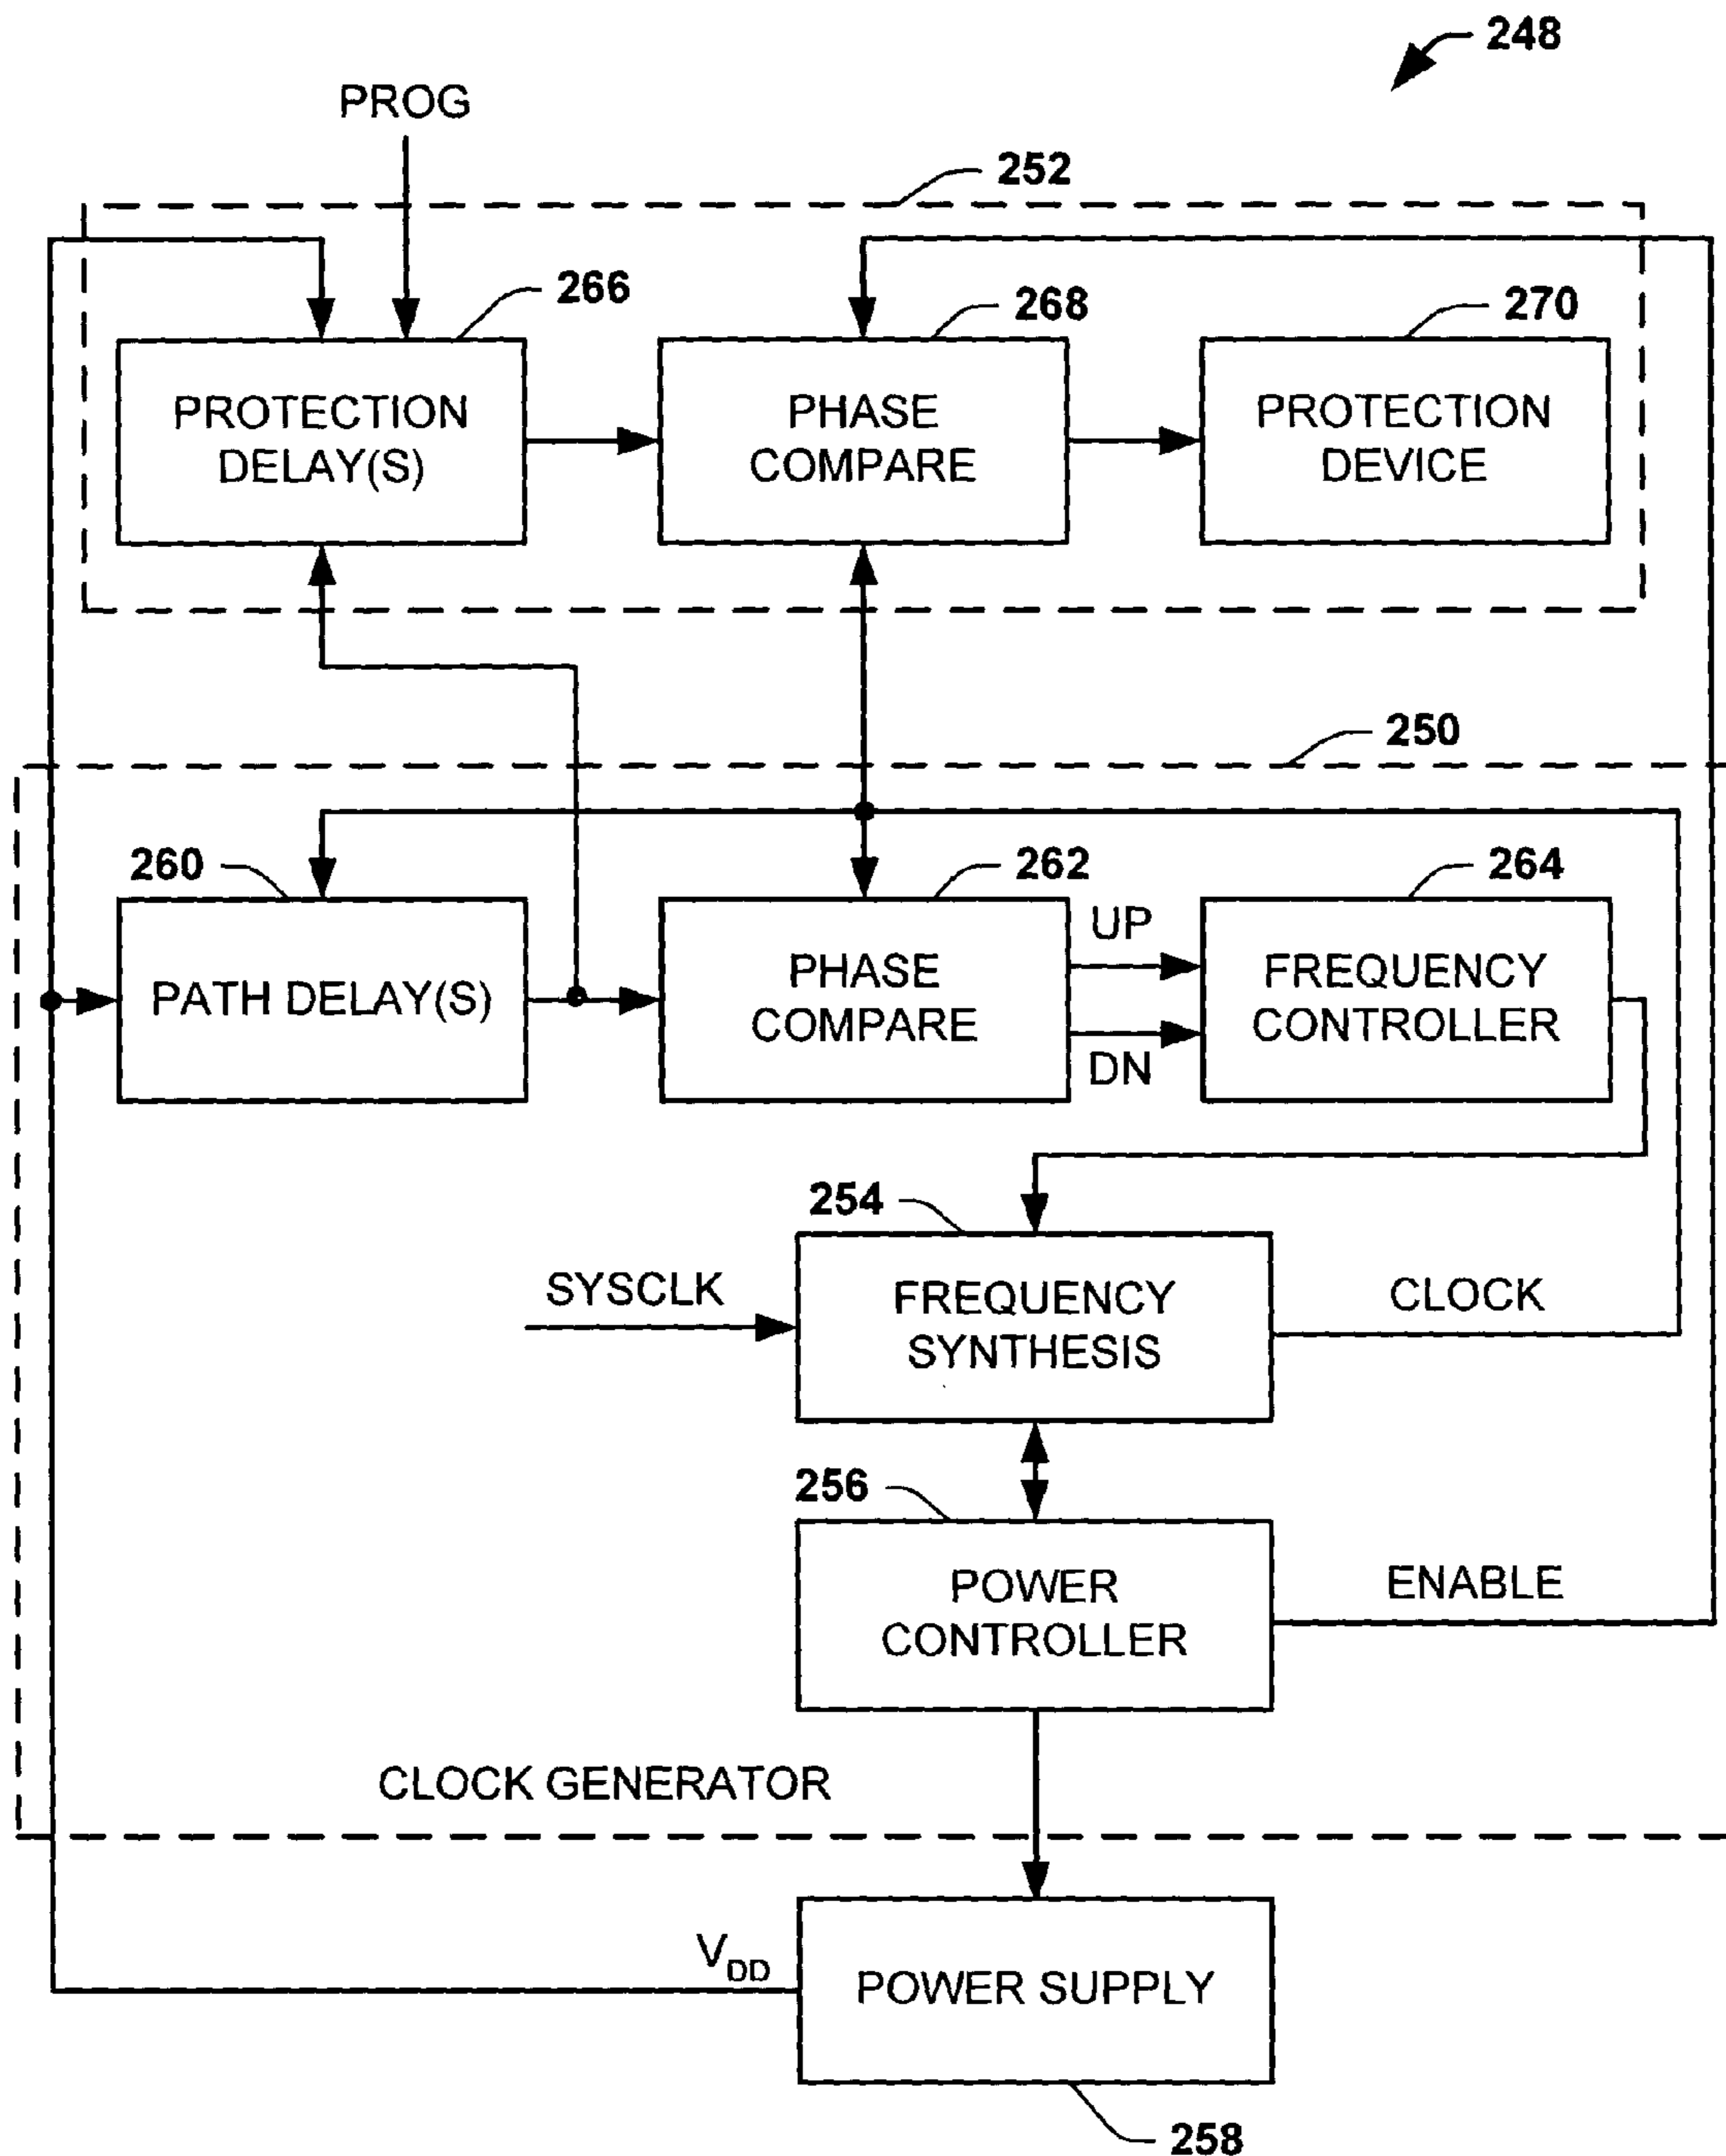 248
PROG
252
266
268
270
PROTECTION
DELAY(S)
PHASE
COMPARE
PROTECTION
DEVICE
250
260
262
264
PATH DELAY(S)
PHASE
COMPARE
UP
DN
FREQUENCY
CONTROLLER
254
SYSCLK
FREQUENCY
SYNTHESIS
CLOCK
256
POWER
CONTROLLER
ENABLE
CLOCK GENERATOR
VDD
POWER SUPPLY
258